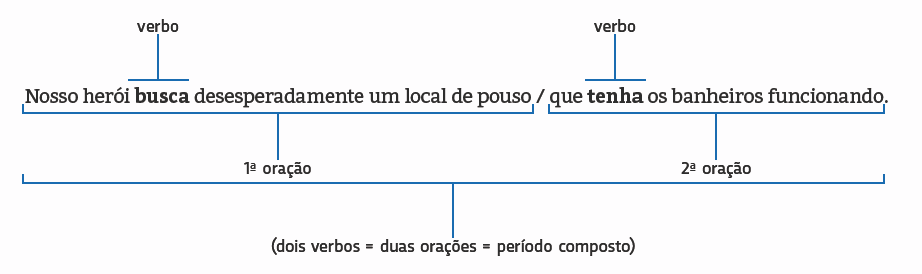 verbo verbo
Nosso herói busca desesperadamente um local de pouso / que tenha os banheiros funcionando.
1ª oração 2ª oração
(dois verbos = duas orações = período composto)